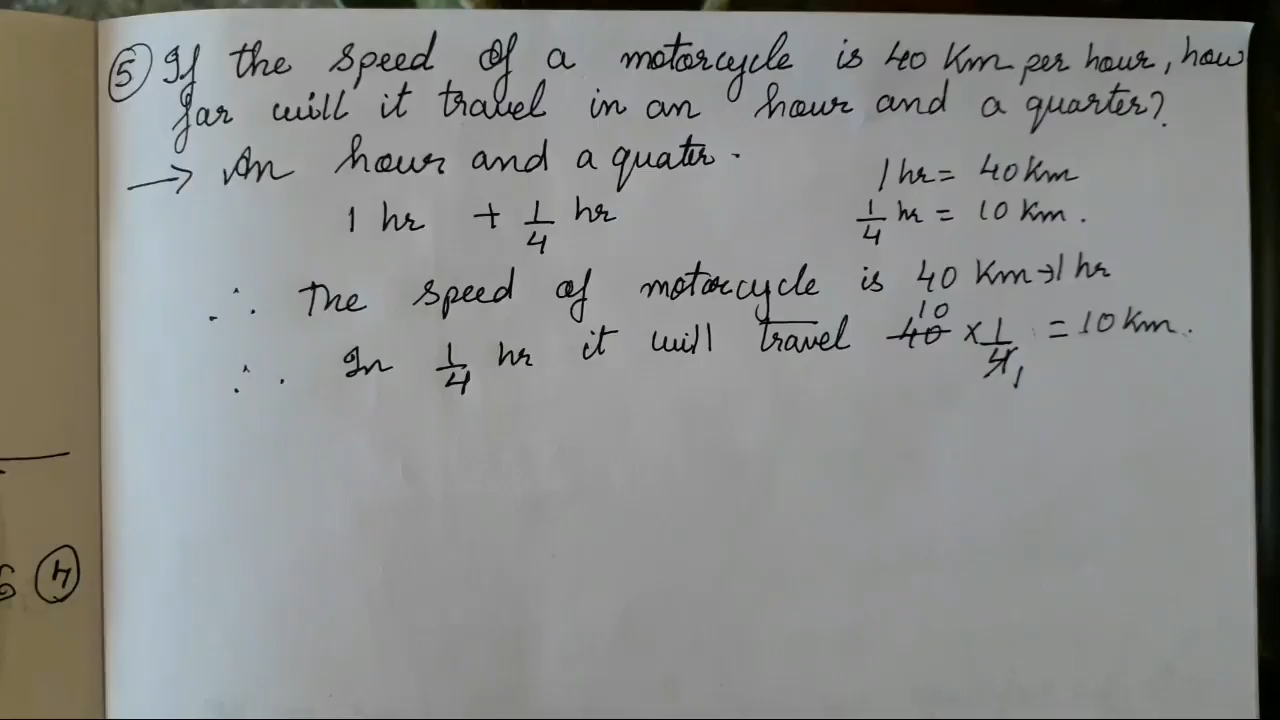 ⑤ If the speed of a motorcycle is 40 Km per hour, how
far will it travel in an hour and a quarter?
→ An hour and a quater.
1 hr + 1/4 hr
1 hr = 40 Km
1/4 hr = 10 Km.
∴ The speed of motorcycle is 40 Km → 1 hr
∴ In 1/4 hr it will travel 40 10 × 1/4 1 = 10 Km.
④